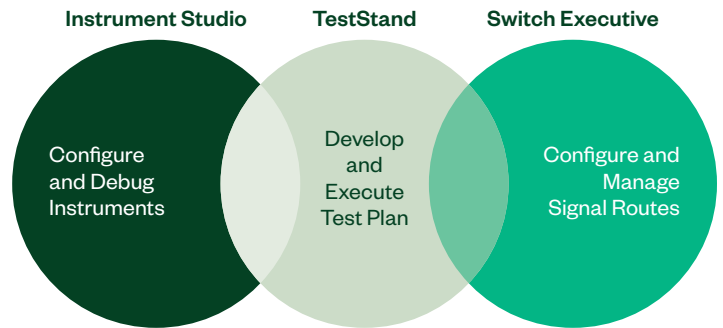 Instrument Studio
TestStand
Switch Executive
Configure
and Debug
Instruments
Develop
and
Execute
Test Plan
Configure and
Manage
Signal Routes